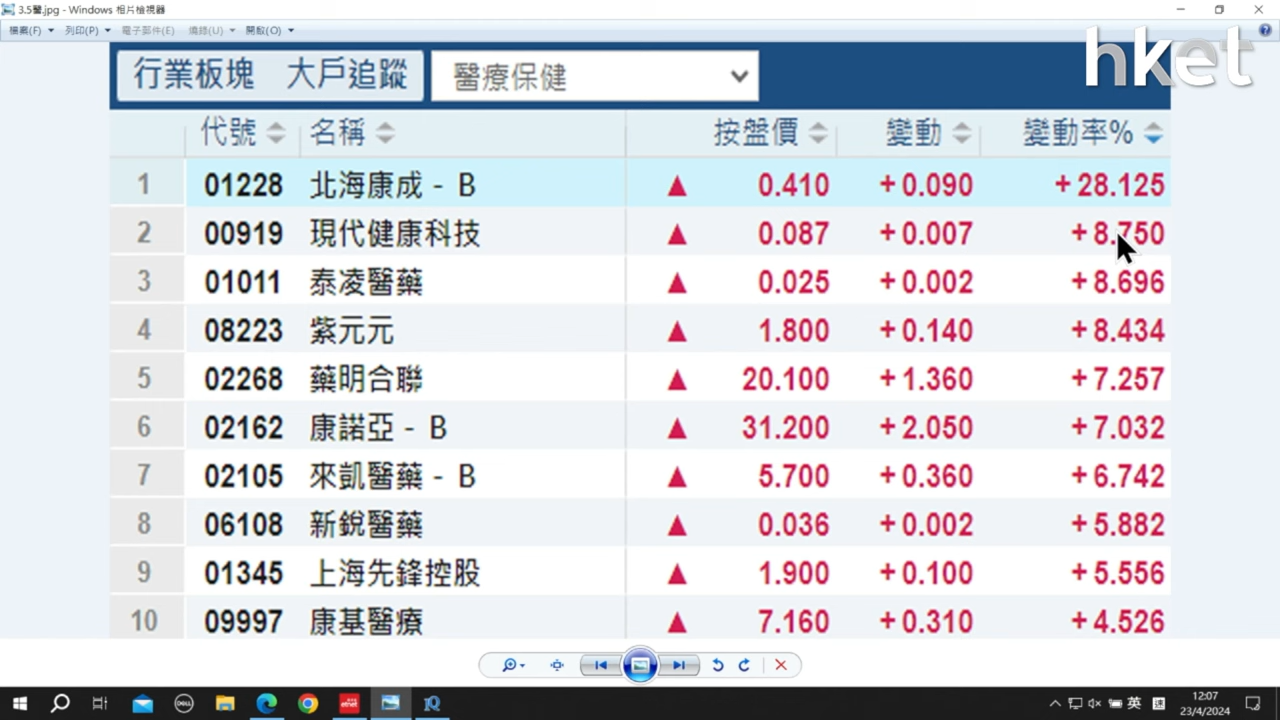 3.5醫.jpg - Windows 相片檢視器
檔案(F) 列印(P) 電子郵件(E) 燒錄(U) 開啟(O)
hket
行業板塊 大戶追蹤 醫療保健
代號 名稱 按盤價 變動 變動率%
1 01228 北海康成 - B ▲ 0.410 +0.090 +28.125
2 00919 現代健康科技 ▲ 0.087 +0.007 +8.750
3 01011 泰凌醫藥 ▲ 0.025 +0.002 +8.696
4 08223 紫元元 ▲ 1.800 +0.140 +8.434
5 02268 藥明合聯 ▲ 20.100 +1.360 +7.257
6 02162 康諾亞 - B ▲ 31.200 +2.050 +7.032
7 02105 來凱醫藥 - B ▲ 5.700 +0.360 +6.742
8 06108 新銳醫藥 ▲ 0.036 +0.002 +5.882
9 01345 上海先鋒控股 ▲ 1.900 +0.100 +5.556
10 09997 康基醫療 ▲ 7.160 +0.310 +4.526
DELL etnet IQ 英 速 12:07
23/4/2024